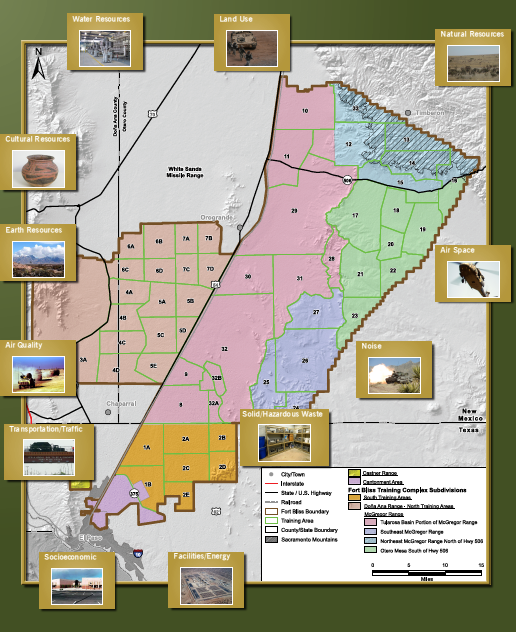 Water Resources
Land Use
Natural Resources
N
Doña Ana County
Otero County
Timberon
10
12
13
14
11
15
16
506
White Sands
Missile Range
Cultural Resources
29
17
18
19
Orogrande
Earth Resources
6A
6B
7A
7B
20
Air Space
6C
6D
7C
7D
28
30
31
21
22
4A
5A
5B
27
23
4B
5C
5D
Air Quality
4C
32
Noise
3A
4D
5E
9
32B
26
25
8
32A
24
Chaparral
New
Mexico
Texas
Solid/Hazardous Waste
Transportation/Traffic
1A
2A
2B
2C
2D
1B
2E
375
El Paso
10
City/Town
Interstate
State / U.S. Highway
Railroad
Fort Bliss Boundary
Training Area
County/State Boundary
Sacramento Mountains
Castner Range
Cantonment Area
Fort Bliss Training Complex Subdivisions
South Training Areas
Doña Ana Range - North Training Areas
McGregor Range
Tularosa Basin Portion of McGregor Range
Southeast McGregor Range
Northeast McGregor Range North of Hwy 506
Otero Mesa South of Hwy 506
0 5 10 15
Miles
Socioeconomic
Facilities/Energy